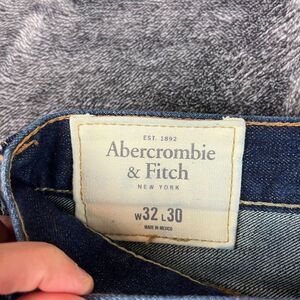 EST. 1892
Abercrombie
& Fitch
NEW YORK
W32 L30
MADE IN MEXICO